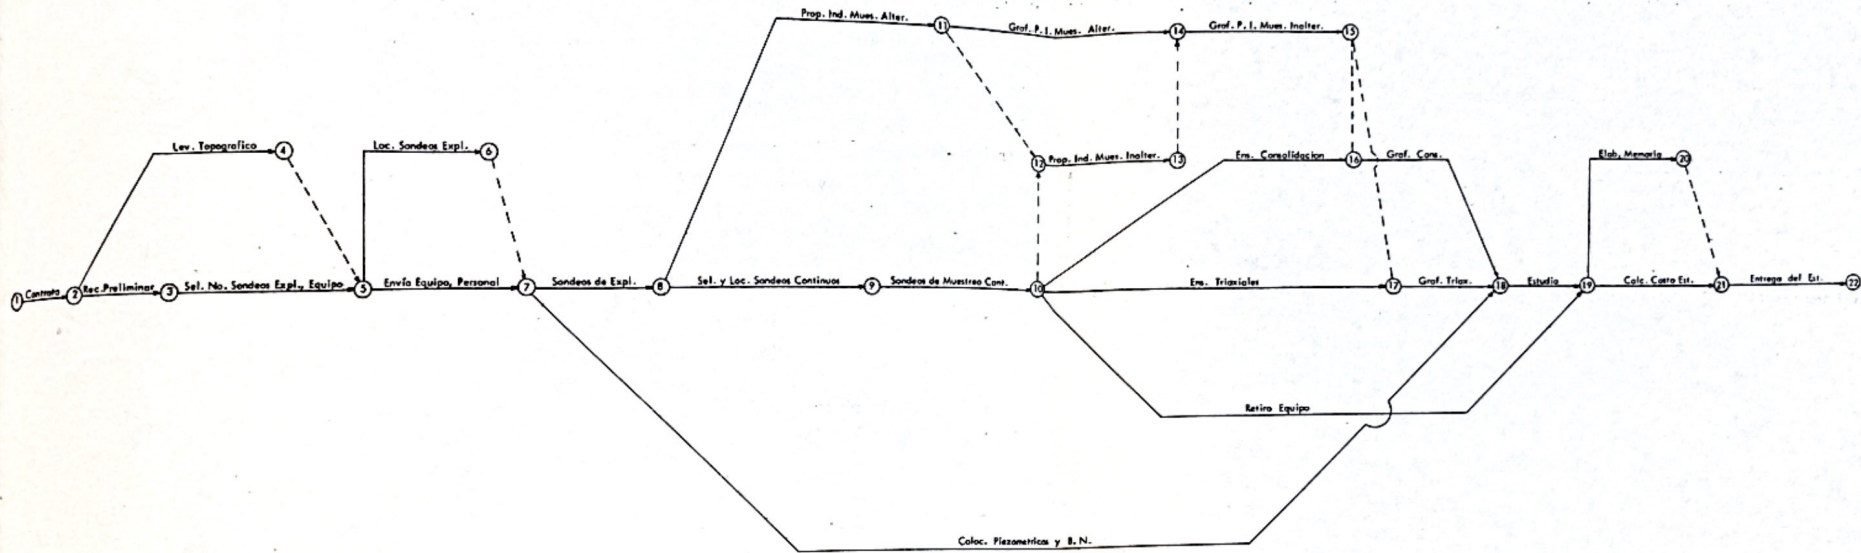 Prop. Ind. Mues. Alter.
11
Graf. P. I. Mues. Alter.
14
Graf. P. I. Mues. Inalter.
15
Lev. Topografico
4
Loc. Sondeos Expl.
6
12
Prop. Ind. Mues. Inalter.
13
Ens. Consolidacion
16
Graf. Cons.
Elab. Memoria
20
1
Contrato
2
Rec. Preliminar
3
Sel. No. Sondeos Expl., Equipo
5
Envío Equipo, Personal
7
Sondeos de Expl.
8
Sel. y Loc. Sondeos Continuos
9
Sondeos de Muestreo Cont.
10
Ens. Triaxiales
17
Graf. Triax.
18
Estudio
19
Calc. Costo Est.
21
Entrega del Est.
22
Retiro Equipo
Coloc. Piezometricos y B. N.